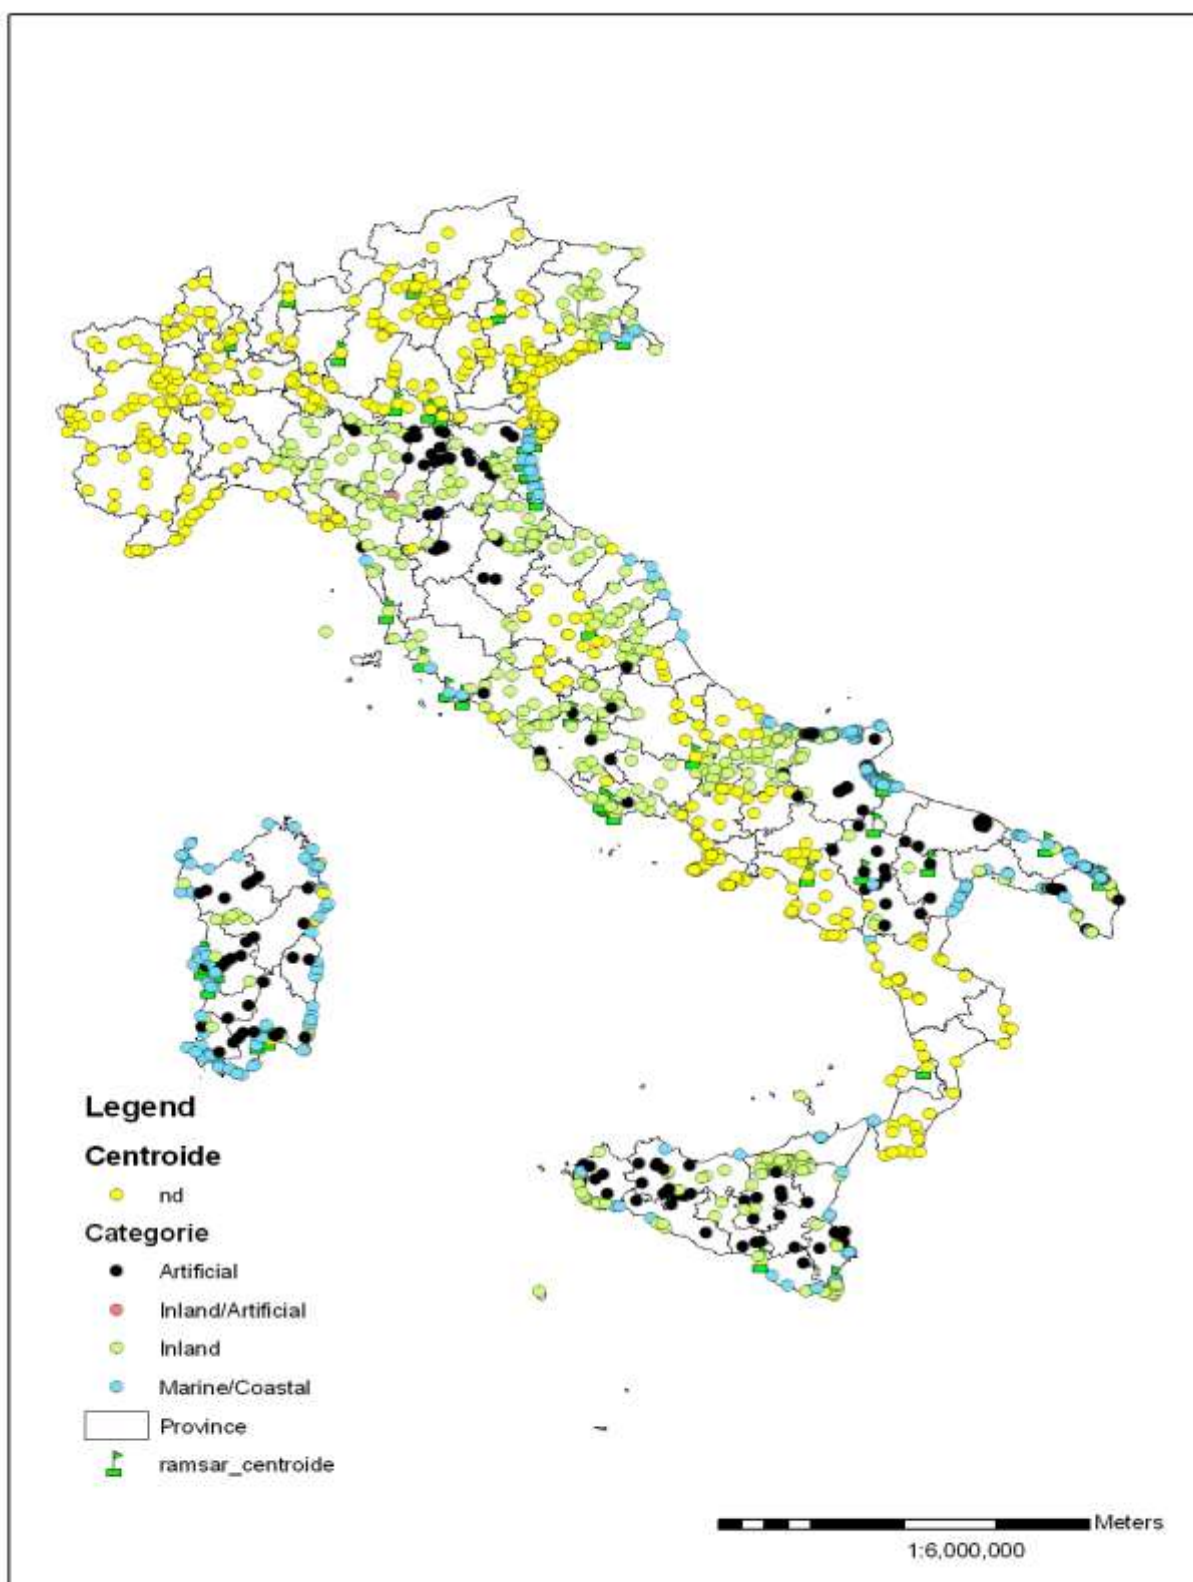 Legend
Centroide
nd
Categorie
Artificial
Inland/Artificial
Inland
Marine/Coastal
Province
ramsar_centroide
Meters
1:6,000,000